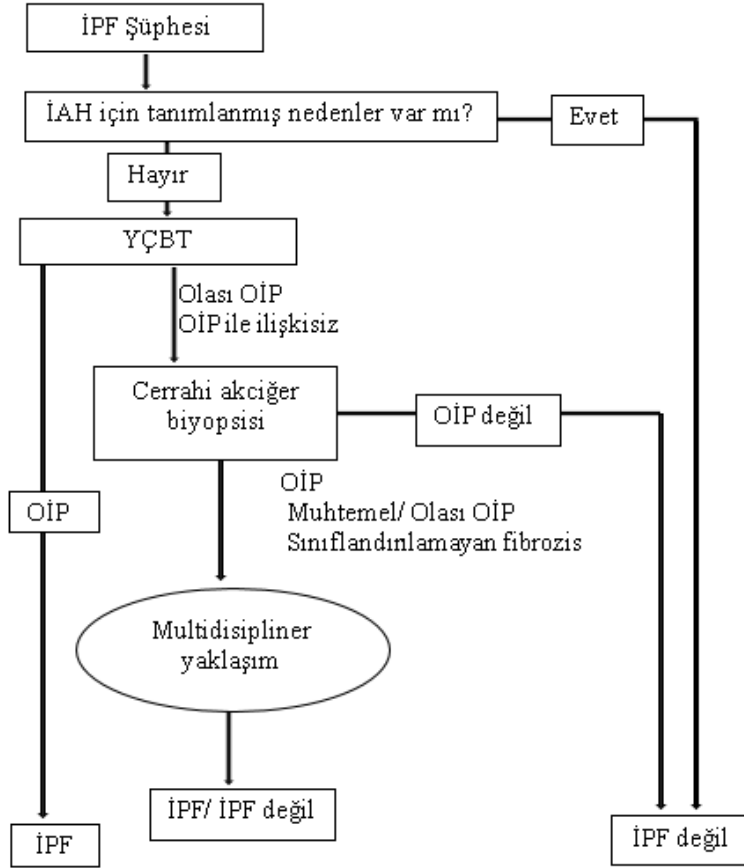 İPF Şüphesi
İAH için tanımlanmış nedenler var mı?
Evet
Hayır
YÇBT
Olası OİP
OİP ile ilişkisiz
Cerrahi akciğer
biyopsisi
OİP değil
OİP
OİP
Muhtemel/ Olası OİP
Sınıflandırılamayan fibrozis
Multidisipliner
yaklaşım
İPF/ İPF değil
İPF
İPF değil